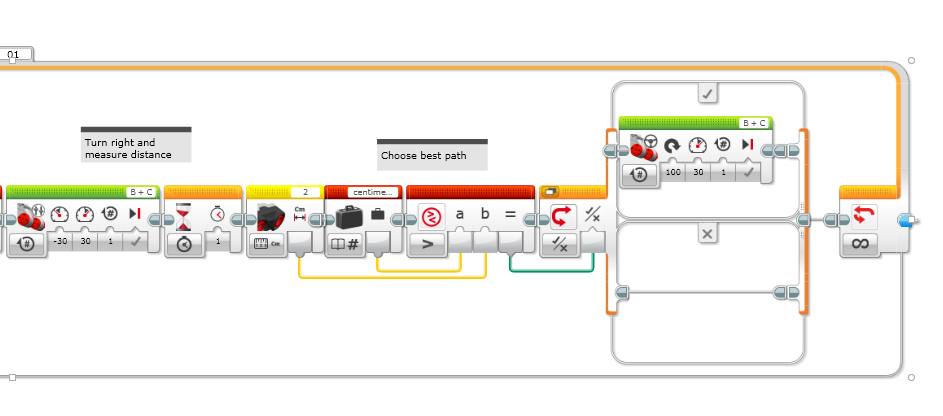 01
Turn right and
measure distance
Choose best path
B + C
-30 30 1
1
2
Cm
Cm
centime...
#
a b =
>
B + C
100 30 1
#